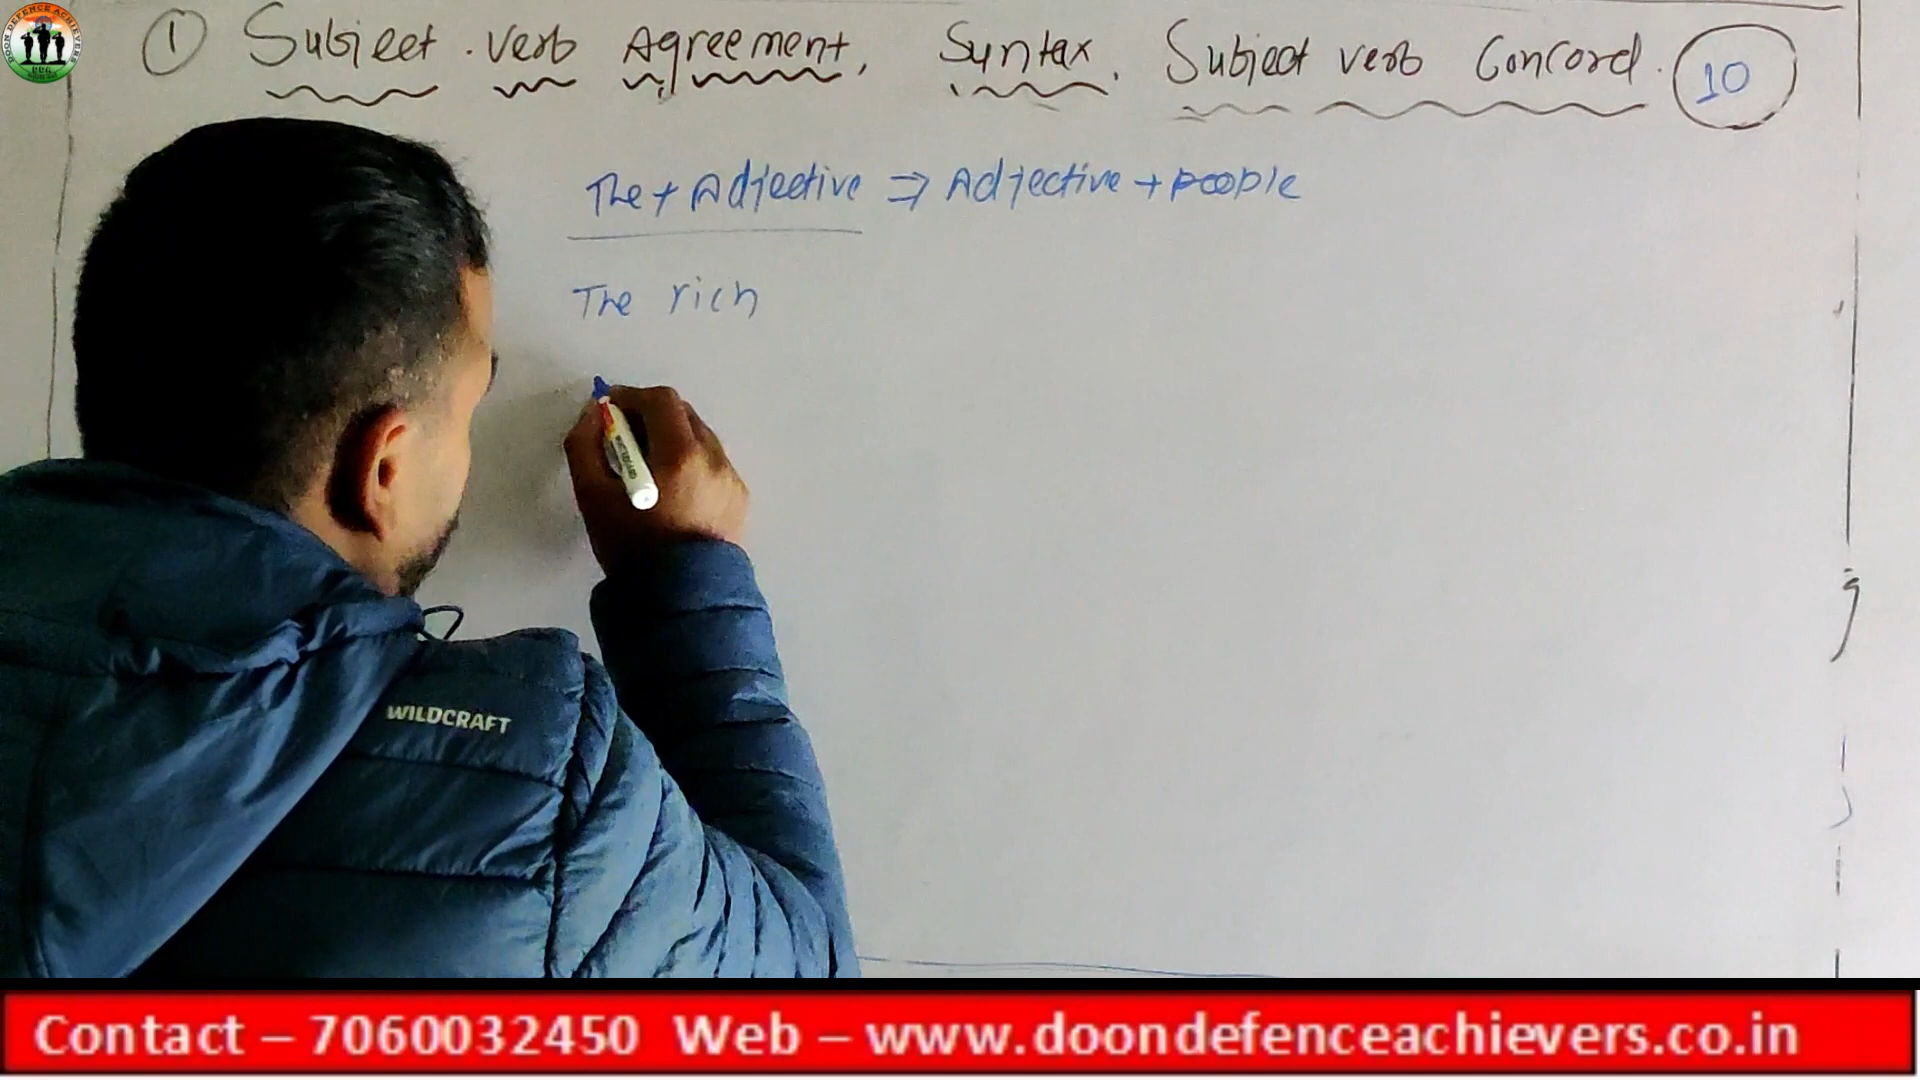 DOON DEFENCE ACHIEVERS
① Subject. verb Agreement, Syntax, Subject verb Concord. 10
The + Adjective ⇒ Adjective + people
The rich
WILDCRAFT
Contact – 7060032450 Web – www.doondefenceachievers.co.in